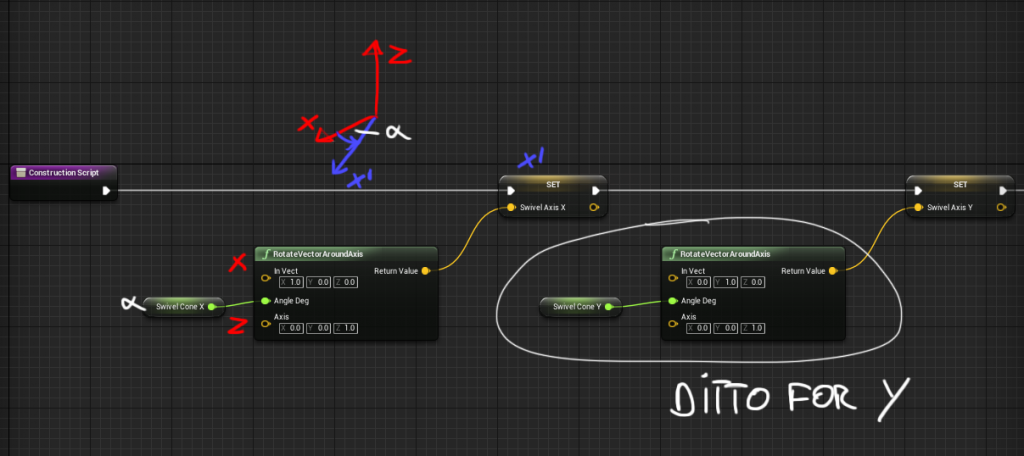 Z
X
α
X'
X'
Construction Script
SET
SET
Swivel Axis X
Swivel Axis Y
X
RotateVectorAroundAxis
In Vect
Return Value
X 1.0 Y 0.0 Z 0.0
α
Swivel Cone X
Angle Deg
Z
Axis
X 0.0 Y 0.0 Z 1.0
RotateVectorAroundAxis
In Vect
Return Value
X 1.0 Y 0.0 Z 0.0
Swivel Cone Y
Angle Deg
Axis
X 0.0 Y 0.0 Z 1.0
DITTO FOR Y